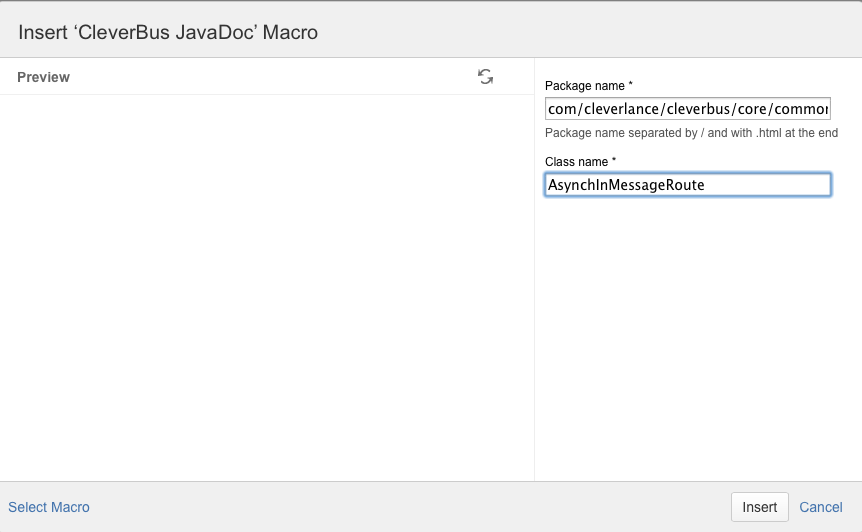 Insert ‘CleverBus JavaDoc’ Macro
Preview
Package name *
com/cleverlance/cleverbus/core/common
Package name separated by / and with .html at the end
Class name *
AsynchInMessageRoute
Select Macro
Insert
Cancel